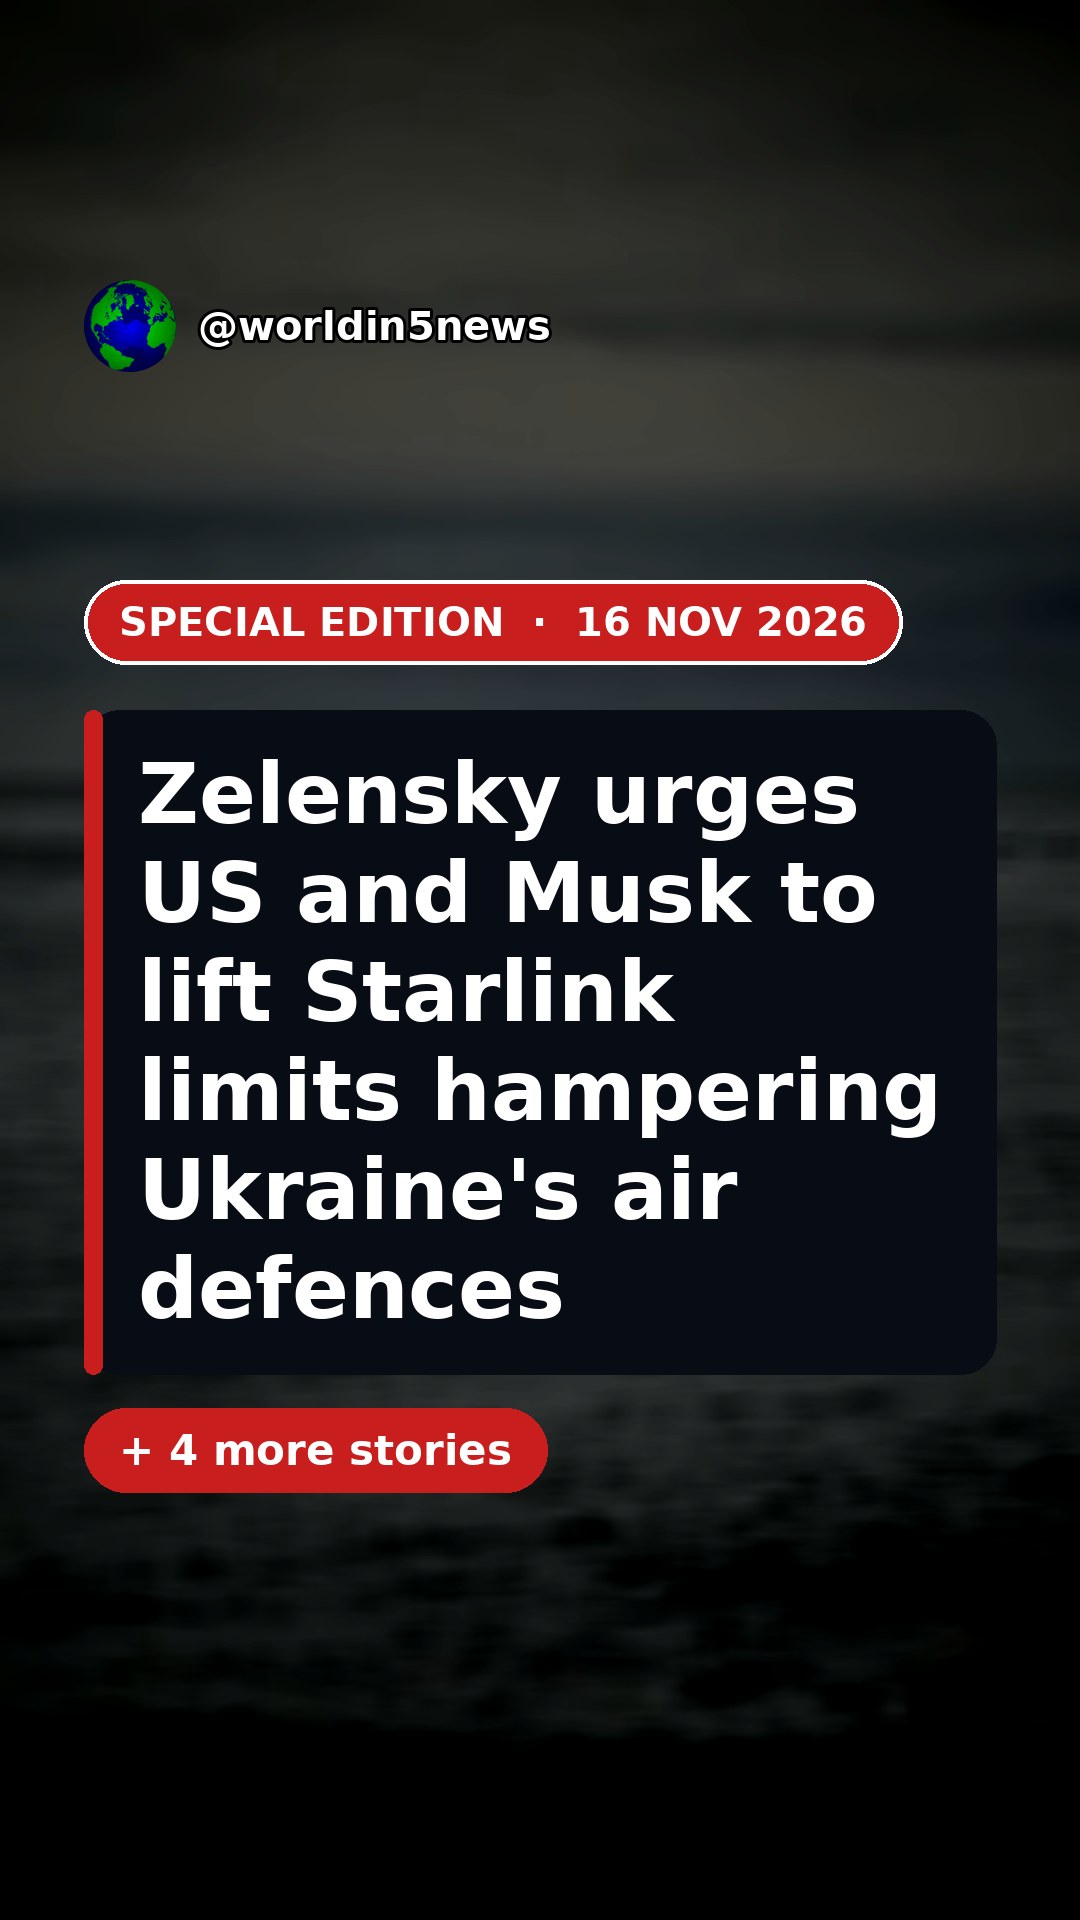 @worldin5news
SPECIAL EDITION · 16 NOV 2026
Zelensky urges
US and Musk to
lift Starlink
limits hampering
Ukraine's air
defences
+ 4 more stories